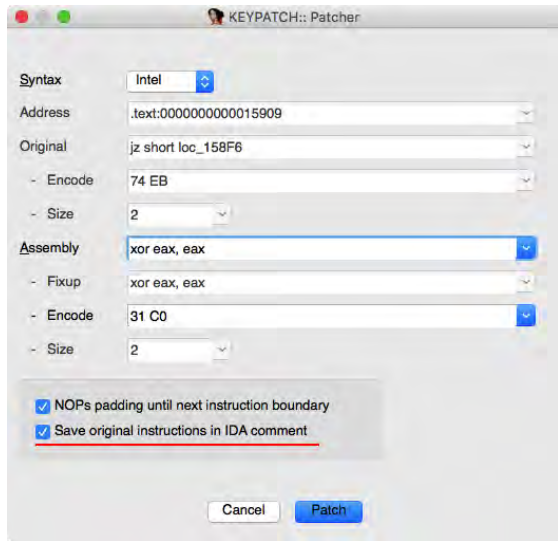 KEYPATCH:: Patcher
Syntax Intel
Address .text:0000000000015909
Original jz short loc_158F6
- Encode 74 EB
- Size 2
Assembly xor eax, eax
- Fixup xor eax, eax
- Encode 31 C0
- Size 2
NOPs padding until next instruction boundary
Save original instructions in IDA comment
Cancel Patch